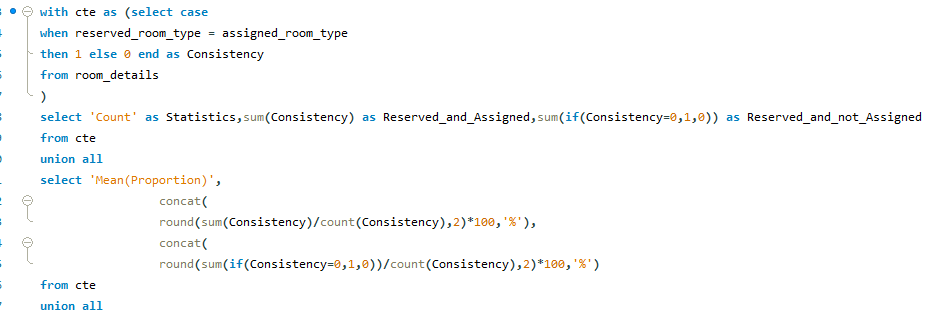 with cte as (select case
when reserved_room_type = assigned_room_type
then 1 else 0 end as Consistency
from room_details
)
select 'Count' as Statistics,sum(Consistency) as Reserved_and_Assigned,sum(if(Consistency=0,1,0)) as Reserved_and_not_Assigned
from cte
union all
select 'Mean(Proportion)',
concat(
round(sum(Consistency)/count(Consistency),2)*100,'%'),
concat(
round(sum(if(Consistency=0,1,0))/count(Consistency),2)*100,'%')
from cte
union all